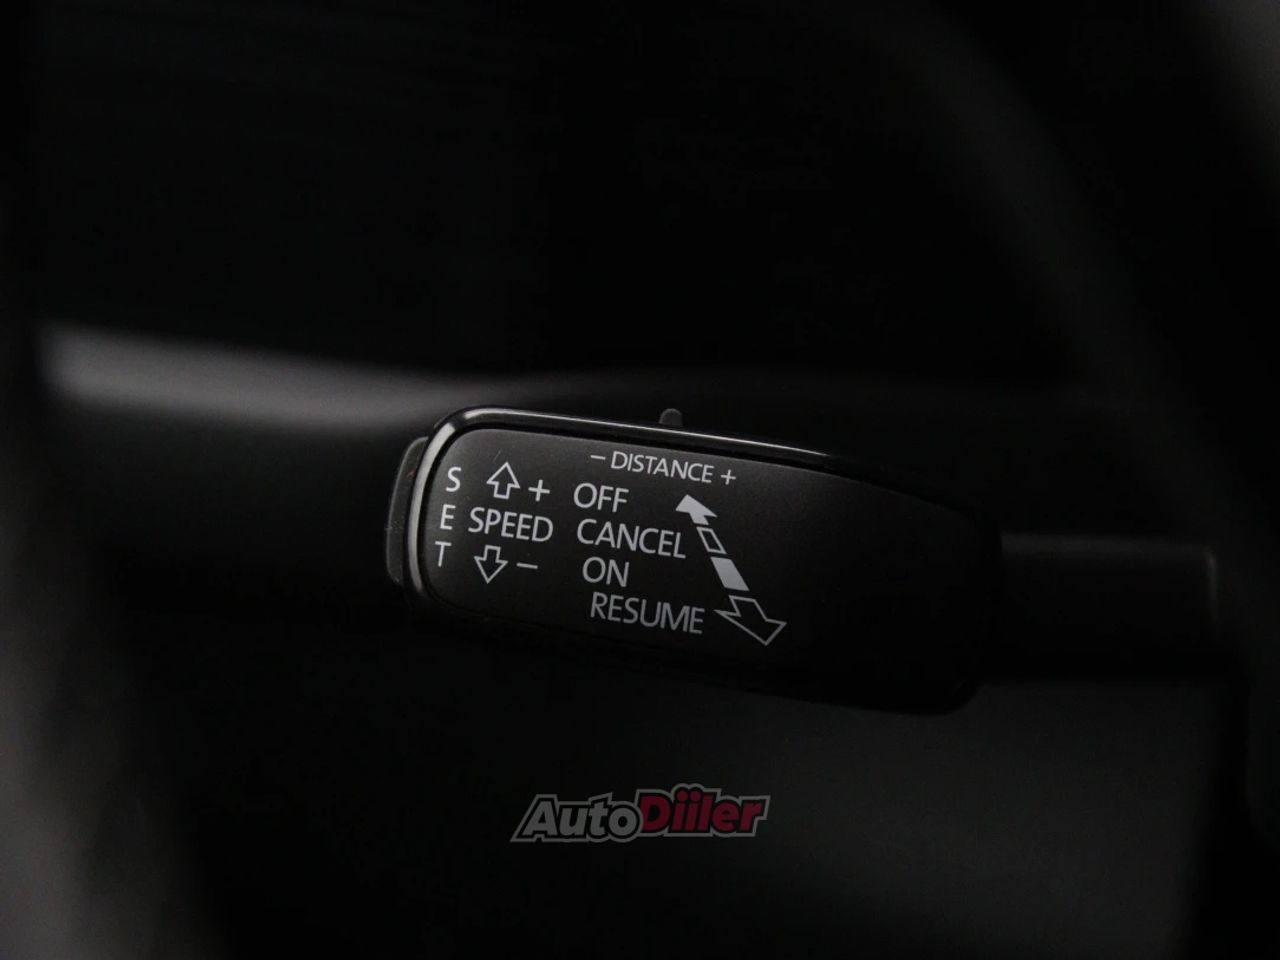 − DISTANCE +
S + OFF
E SPEED CANCEL
T − ON
RESUME
AutoDiiler